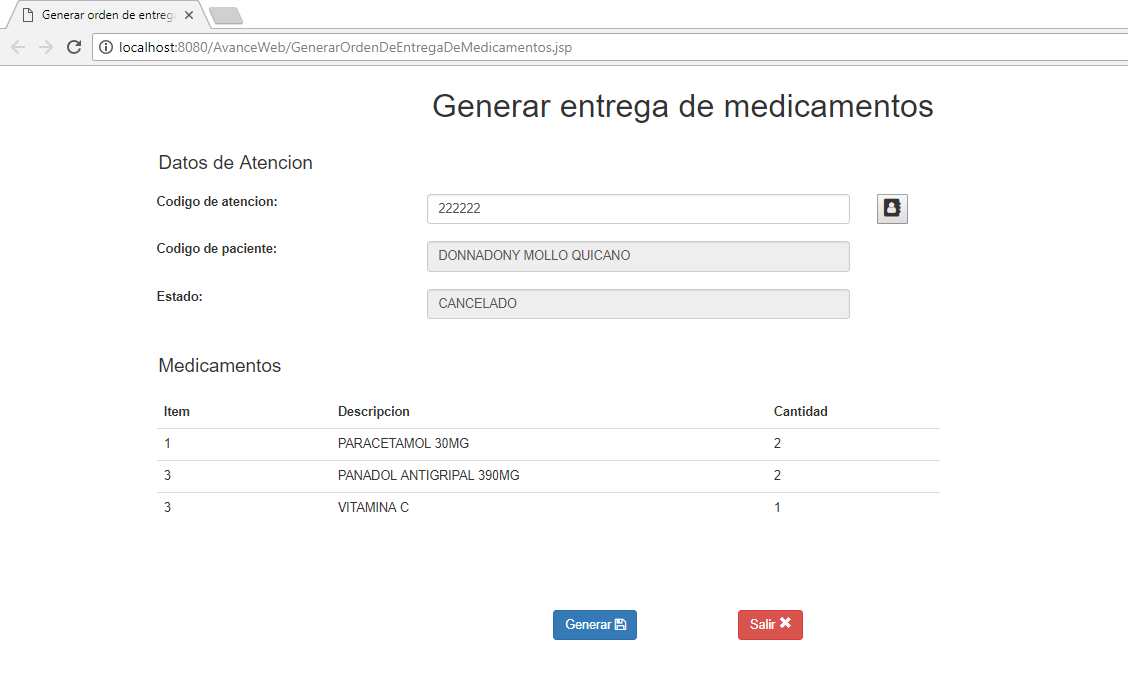 Generar orden de entreg
localhost:8080/AvanceWeb/GenerarOrdenDeEntregaDeMedicamentos.jsp
Generar entrega de medicamentos
Datos de Atencion
Codigo de atencion: 222222
Codigo de paciente: DONNADONY MOLLO QUICANO
Estado: CANCELADO
Medicamentos
Item Descripcion Cantidad
1 PARACETAMOL 30MG 2
3 PANADOL ANTIGRIPAL 390MG 2
3 VITAMINA C 1
Generar Salir